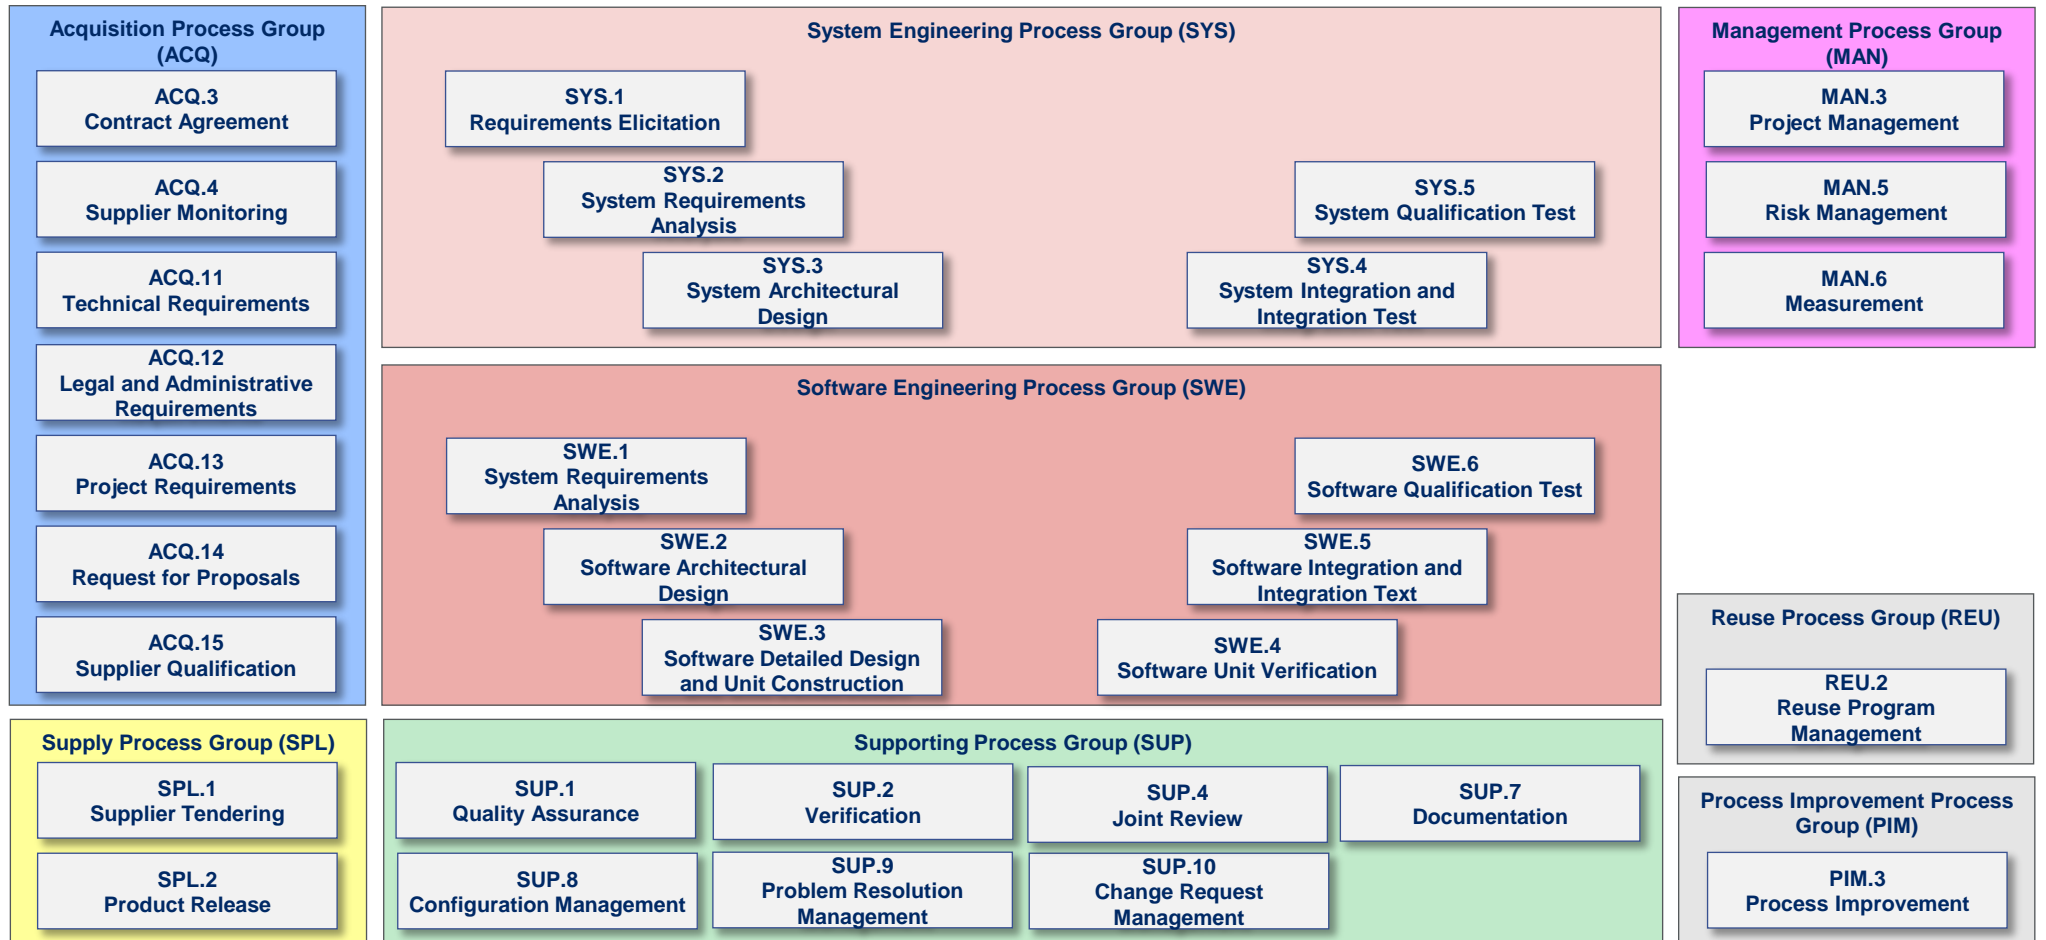 Acquisition Process Group
(ACQ)
ACQ.3
Contract Agreement
ACQ.4
Supplier Monitoring
ACQ.11
Technical Requirements
ACQ.12
Legal and Administrative
Requirements
ACQ.13
Project Requirements
ACQ.14
Request for Proposals
ACQ.15
Supplier Qualification
System Engineering Process Group (SYS)
SYS.1
Requirements Elicitation
SYS.2
System Requirements
Analysis
SYS.3
System Architectural
Design
SYS.5
System Qualification Test
SYS.4
System Integration and
Integration Test
Management Process Group
(MAN)
MAN.3
Project Management
MAN.5
Risk Management
MAN.6
Measurement
Software Engineering Process Group (SWE)
SWE.1
System Requirements
Analysis
SWE.2
Software Architectural
Design
SWE.3
Software Detailed Design
and Unit Construction
SWE.6
Software Qualification Test
SWE.5
Software Integration and
Integration Text
SWE.4
Software Unit Verification
Reuse Process Group (REU)
REU.2
Reuse Program
Management
Supply Process Group (SPL)
SPL.1
Supplier Tendering
SPL.2
Product Release
Supporting Process Group (SUP)
SUP.1
Quality Assurance
SUP.2
Verification
SUP.4
Joint Review
SUP.7
Documentation
SUP.8
Configuration Management
SUP.9
Problem Resolution
Management
SUP.10
Change Request
Management
Process Improvement Process
Group (PIM)
PIM.3
Process Improvement